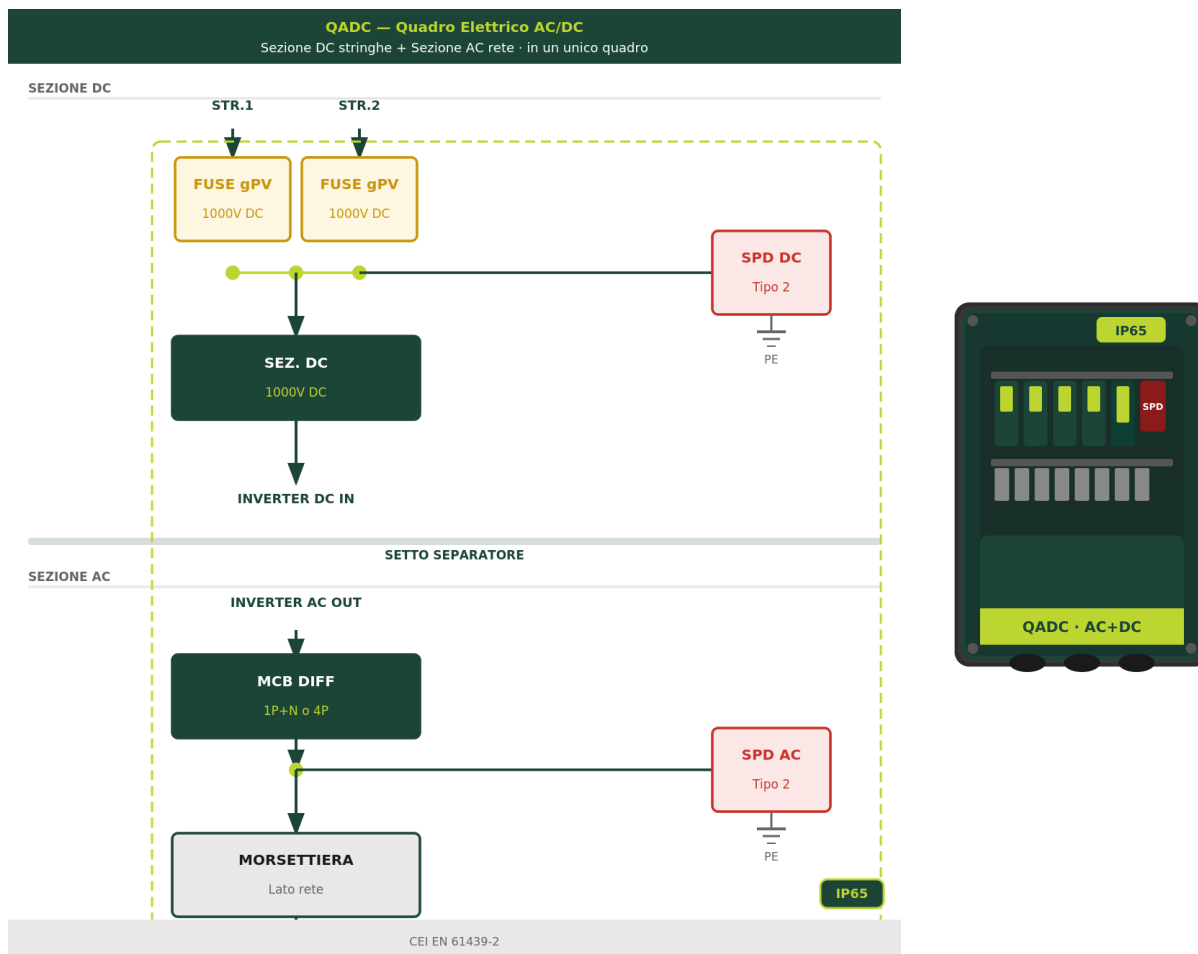 QADC — Quadro Elettrico AC/DC
Sezione DC stringhe + Sezione AC rete · in un unico quadro
SEZIONE DC
STR.1 STR.2
FUSE gPV FUSE gPV
1000V DC 1000V DC
SPD DC
Tipo 2
PE
SEZ. DC
1000V DC
INVERTER DC IN
SETTO SEPARATORE
SEZIONE AC
INVERTER AC OUT
MCB DIFF
1P+N o 4P
SPD AC
Tipo 2
PE
MORSETTIERA
Lato rete
IP65
CEI EN 61439-2
IP65
SPD
QADC · AC+DC